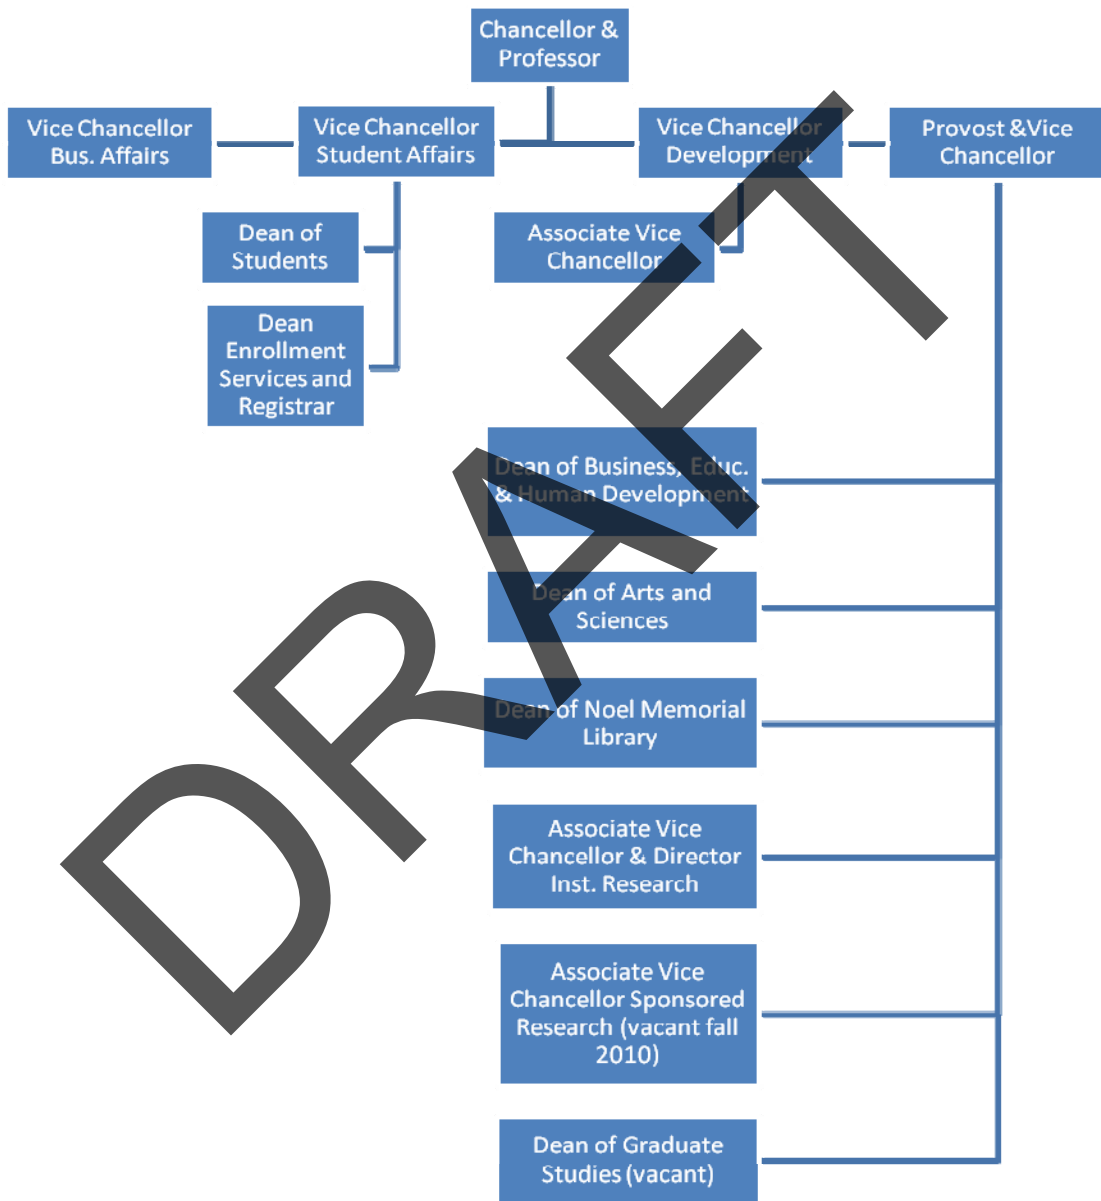 Chancellor &
Professor
Vice Chancellor
Bus. Affairs
Vice Chancellor
Student Affairs
Vice Chancellor
Development
Provost &Vice
Chancellor
Dean of
Students
Associate Vice
Chancellor
Dean
Enrollment
Services and
Registrar
Dean of Business, Educ.
& Human Development
Dean of Arts and
Sciences
Dean of Noel Memorial
Library
Associate Vice
Chancellor & Director
Inst. Research
Associate Vice
Chancellor Sponsored
Research (vacant fall
2010)
Dean of Graduate
Studies (vacant)
DRAFT